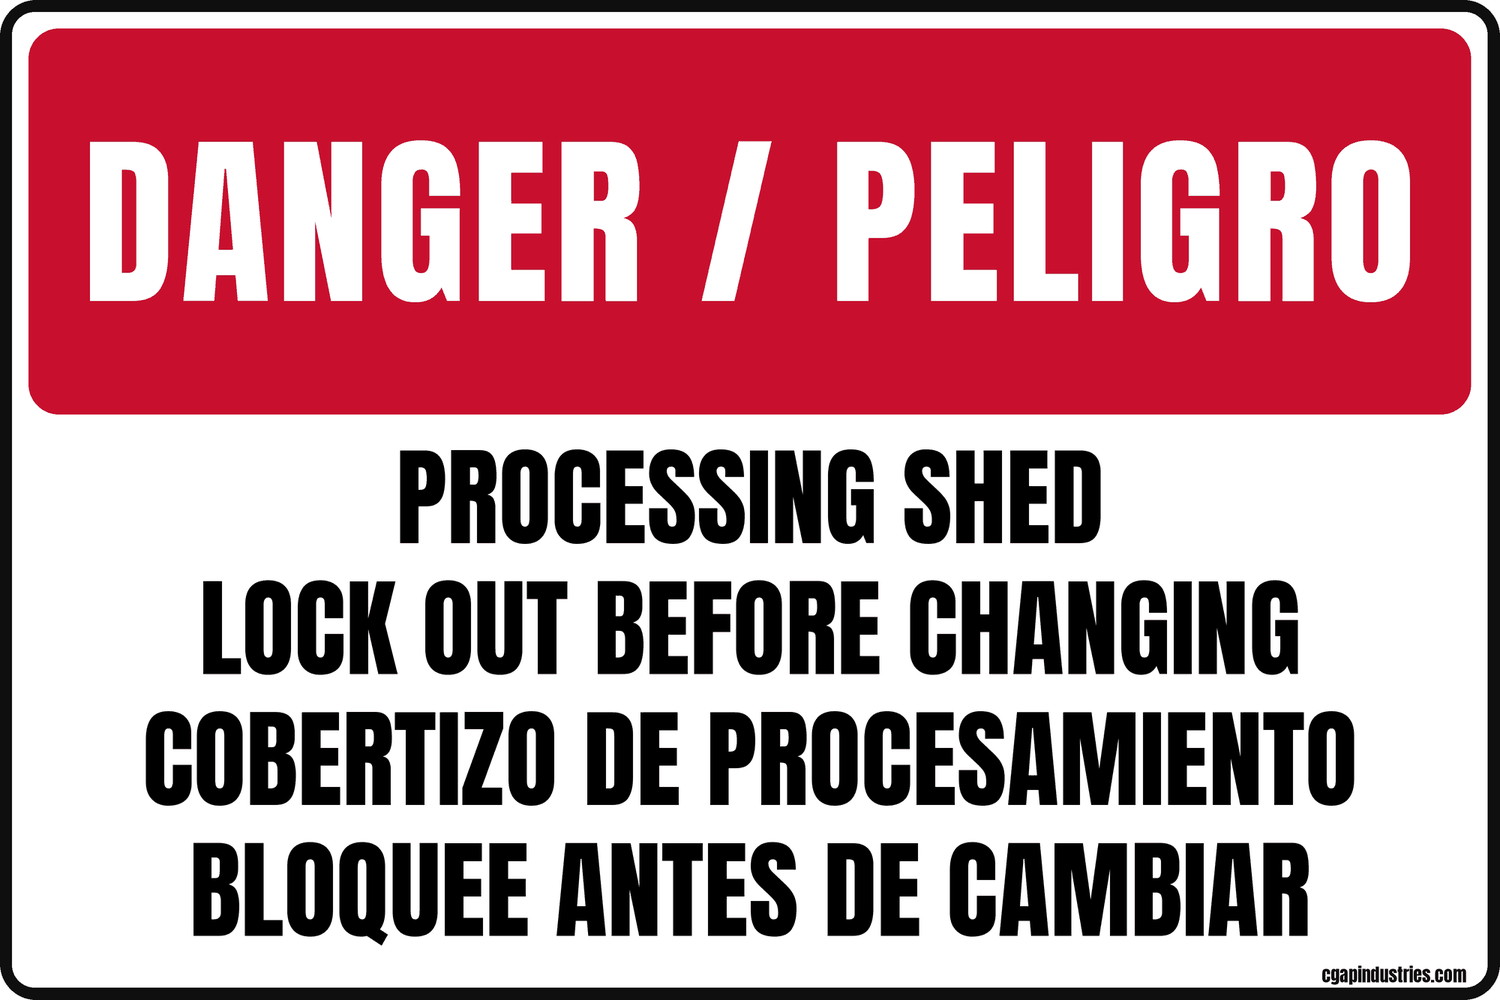 DANGER / PELIGRO
PROCESSING SHED
LOCK OUT BEFORE CHANGING
COBERTIZO DE PROCESAMIENTO
BLOQUEE ANTES DE CAMBIAR
cgapindustries.com